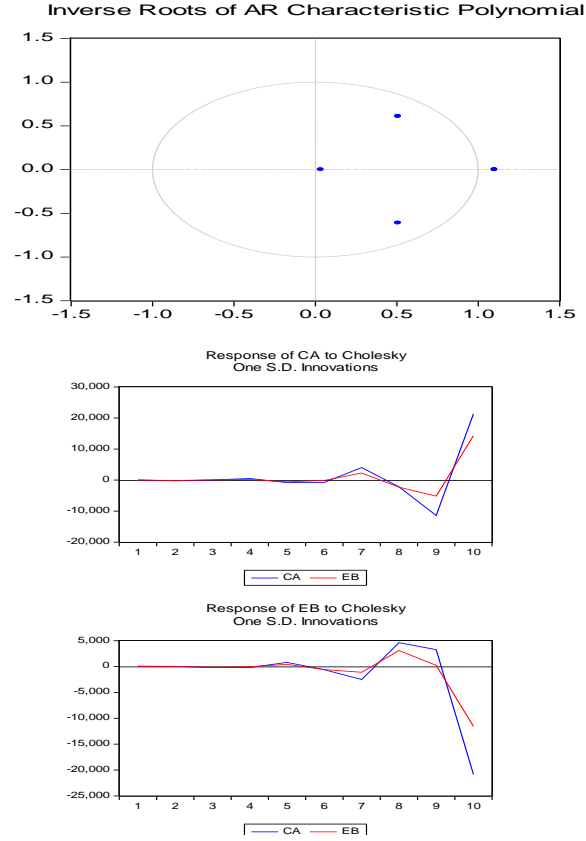 Inverse Roots of AR Characteristic Polynomial
1.5
1.0
0.5
0.0
-0.5
-1.0
-1.5
-1.5 -1.0 -0.5 0.0 0.5 1.0 1.5
Response of CA to Cholesky
One S.D. Innovations
30,000
20,000
10,000
0
-10,000
-20,000
1 2 3 4 5 6 7 8 9 10
CA EB
Response of EB to Cholesky
One S.D. Innovations
5,000
0
-5,000
-10,000
-15,000
-20,000
-25,000
1 2 3 4 5 6 7 8 9 10
CA EB